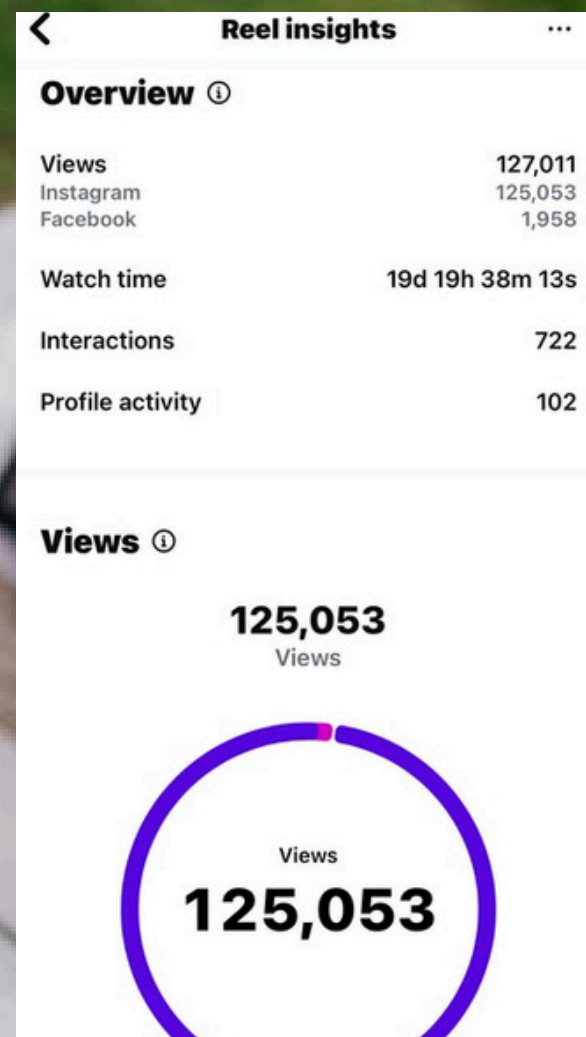 Reel insights
Overview
Views 127,011
Instagram 125,053
Facebook 1,958
Watch time 19d 19h 38m 13s
Interactions 722
Profile activity 102
Views
125,053
Views
Views
125,053